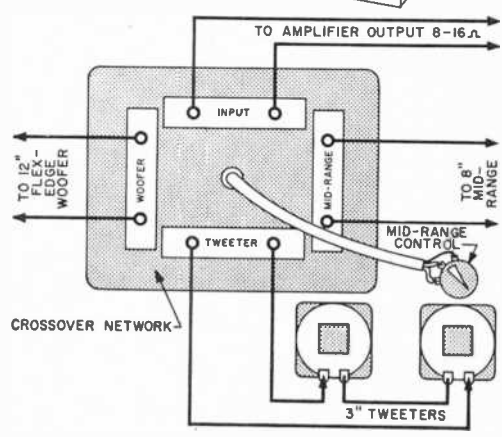 TO AMPLIFIER OUTPUT 8-16Ω
INPUT
WOOFER
MID-RANGE
TWEETER
TO 12"
FLEX-
EDGE
WOOFER
TO 8"
MID-
RANGE
MID-RANGE
CONTROL
CROSSOVER NETWORK
3" TWEETERS